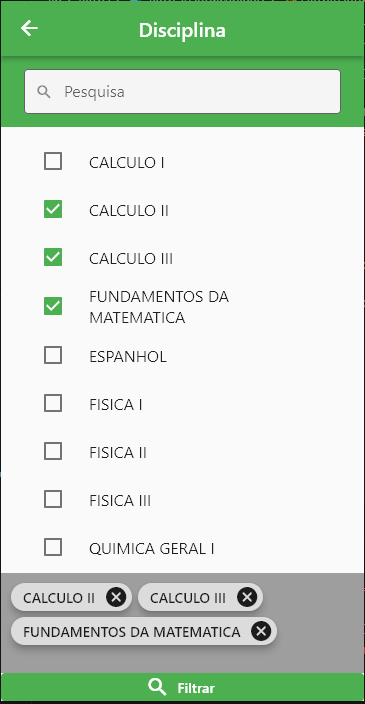 Disciplina
Pesquisa
CALCULO I
CALCULO II
CALCULO III
FUNDAMENTOS DA
MATEMATICA
ESPANHOL
FISICA I
FISICA II
FISICA III
QUIMICA GERAL I
CALCULO II
CALCULO III
FUNDAMENTOS DA MATEMATICA
Filtrar